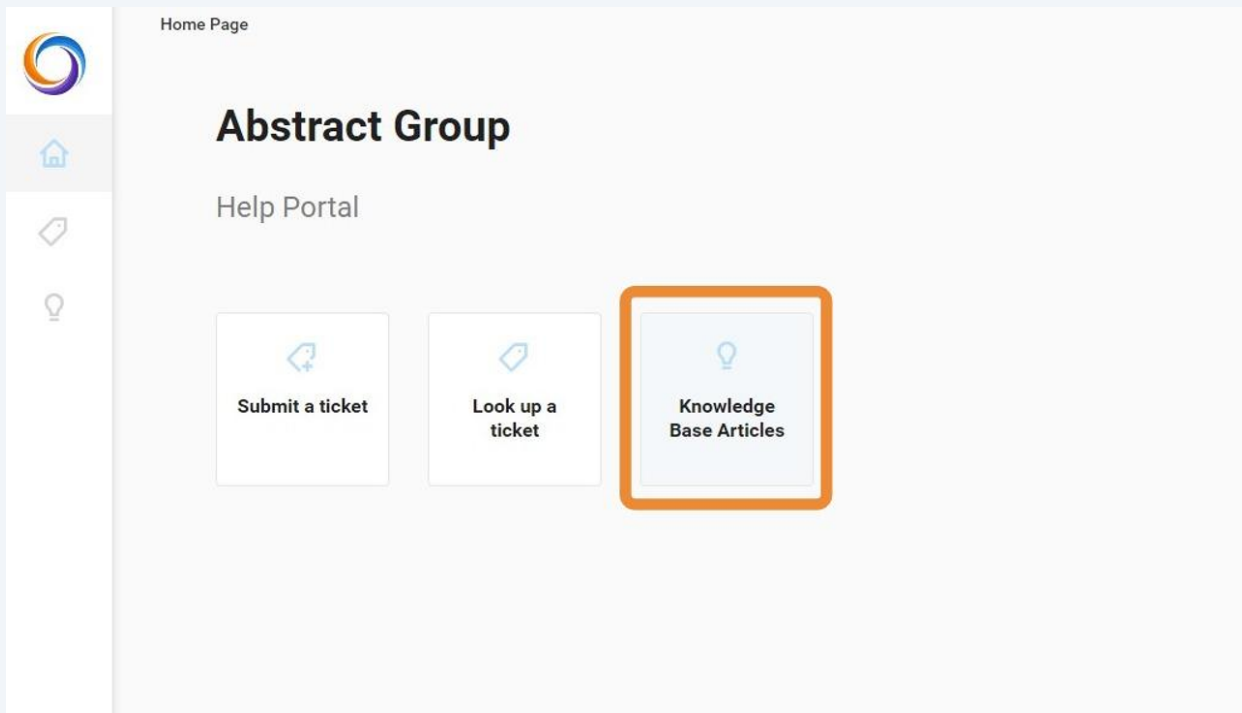 Home Page
Abstract Group
Help Portal
Submit a ticket
Look up a
ticket
Knowledge
Base Articles